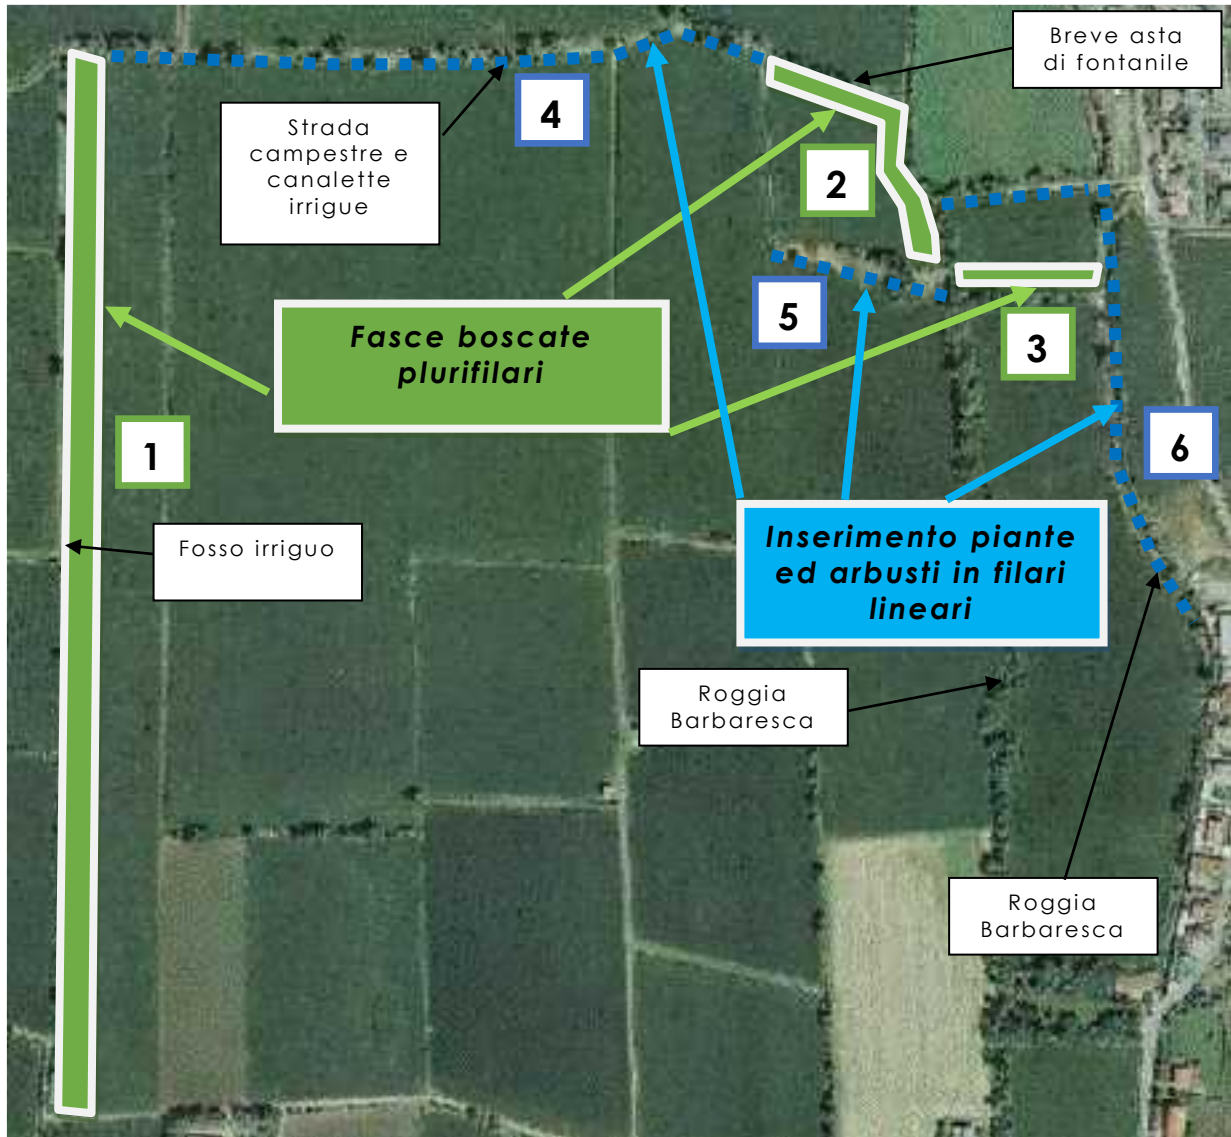 Breve asta
di fontanile
Strada
campestre e
canalette
irrigue
4
2
Fasce boscate
plurifilari
5
3
1
6
Fosso irriguo
Inserimento piante
ed arbusti in filari
lineari
Roggia
Barbaresca
Roggia
Barbaresca